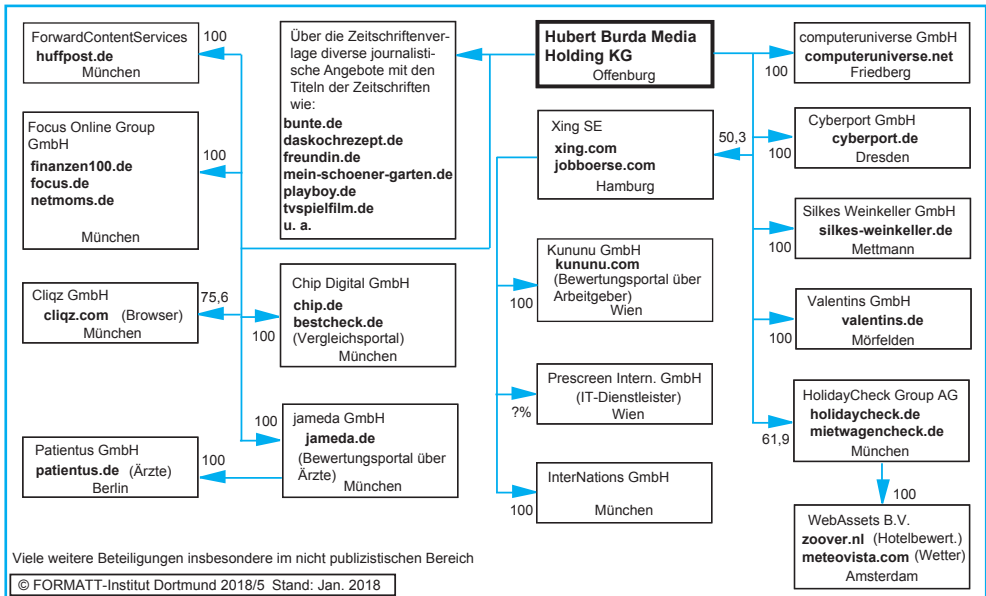 ForwardContentServices
huffpost.de
München
100
Focus Online Group
GmbH
finanzen100.de
focus.de
netmoms.de
München
100
Cliqz GmbH
cliqz.com (Browser)
München
75,6
Patientus GmbH
patientus.de (Ärzte)
Berlin
100
Über die Zeitschriftenver-
lage diverse journalisti-
sche Angebote mit den
Titeln der Zeitschriften
wie:
bunte.de
daskochrezept.de
freundin.de
mein-schoener-garten.de
playboy.de
tvspielfilm.de
u. a.
Chip Digital GmbH
chip.de
bestcheck.de
(Vergleichsportal)
München
100
100
jameda GmbH
jameda.de
(Bewertungsportal über
Ärzte)
München
Hubert Burda Media
Holding KG
Offenburg
Xing SE
xing.com
jobboerse.com
Hamburg
50,3
Kununu GmbH
kununu.com
(Bewertungsportal über
Arbeitgeber)
Wien
100
Prescreen Intern. GmbH
(IT-Dienstleister)
Wien
?%
InterNations GmbH
München
100
computeruniverse GmbH
computeruniverse.net
Friedberg
100
Cyberport GmbH
cyberport.de
Dresden
100
Silkes Weinkeller GmbH
silkes-weinkeller.de
Mettmann
100
Valentins GmbH
valentins.de
Mörfelden
100
HolidayCheck Group AG
holidaycheck.de
mietwagencheck.de
München
61,9
100
WebAssets B.V.
zoover.nl (Hotelbewert.)
meteovista.com (Wetter)
Amsterdam
Viele weitere Beteiligungen insbesondere im nicht publizistischen Bereich
© FORMATT-Institut Dortmund 2018/5 Stand: Jan. 2018